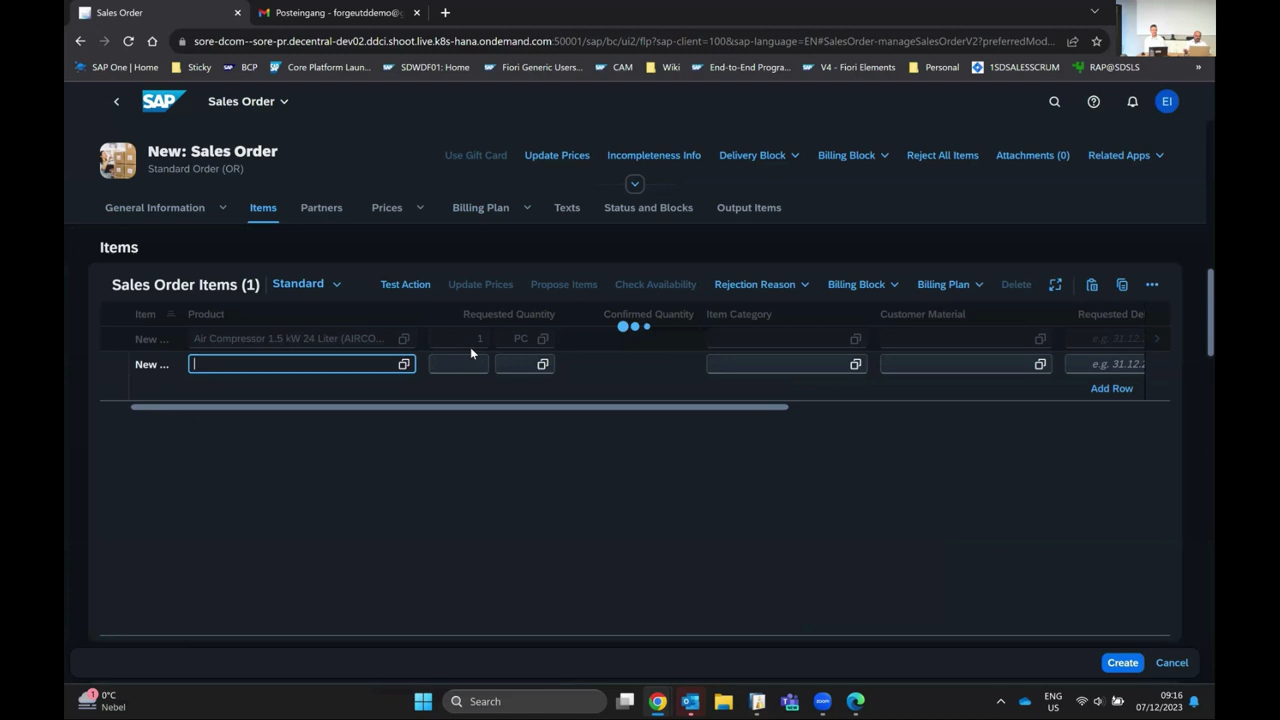 Sales Order
Posteingang - forgeutddemo@g
sore-dcom--sore-pr.decentral-dev02.ddci.shoot.live.k8s-hana.ondemand.com:50001/sap/bc/ui2/flp?sap-client=100&sap-language=EN#SalesOrder-manageSalesOrderV2?preferredMod...
SAP One | Home
Sticky
BCP
Core Platform Laun...
SDWDF01: Home
Fiori Generic Users...
CAM
Wiki
End-to-End Progra...
V4 - Fiori Elements
Personal
1SDSALESSCRUM
RAP@SDSLS
»
SAP
Sales Order
EI
New: Sales Order
Standard Order (OR)
Use Gift Card
Update Prices
Incompleteness Info
Delivery Block
Billing Block
Reject All Items
Attachments (0)
Related Apps
General Information
Items
Partners
Prices
Billing Plan
Texts
Status and Blocks
Output Items
Items
Sales Order Items (1)
Standard
Test Action
Update Prices
Propose Items
Check Availability
Rejection Reason
Billing Block
Billing Plan
Delete
Item
Product
Requested Quantity
Confirmed Quantity
Item Category
Customer Material
Requested De
New ...
Air Compressor 1.5 kW 24 Liter (AIRCO...
1
PC
e.g. 31.12.
New ...
e.g. 31.12.2
Add Row
Create
Cancel
1
0°C
Nebel
Search
zoom
ENG
US
09:16
07/12/2023